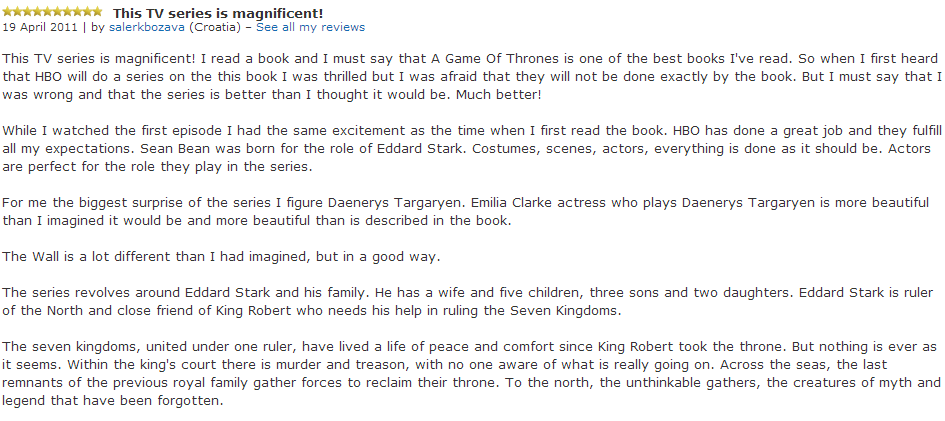 This TV series is magnificent!
19 April 2011 | by salerkbozava (Croatia) – See all my reviews
This TV series is magnificent! I read a book and I must say that A Game Of Thrones is one of the best books I've read. So when I first heard
that HBO will do a series on the this book I was thrilled but I was afraid that they will not be done exactly by the book. But I must say that I
was wrong and that the series is better than I thought it would be. Much better!
While I watched the first episode I had the same excitement as the time when I first read the book. HBO has done a great job and they fulfill
all my expectations. Sean Bean was born for the role of Eddard Stark. Costumes, scenes, actors, everything is done as it should be. Actors
are perfect for the role they play in the series.
For me the biggest surprise of the series I figure Daenerys Targaryen. Emilia Clarke actress who plays Daenerys Targaryen is more beautiful
than I imagined it would be and more beautiful than is described in the book.
The Wall is a lot different than I had imagined, but in a good way.
The series revolves around Eddard Stark and his family. He has a wife and five children, three sons and two daughters. Eddard Stark is ruler
of the North and close friend of King Robert who needs his help in ruling the Seven Kingdoms.
The seven kingdoms, united under one ruler, have lived a life of peace and comfort since King Robert took the throne. But nothing is ever as
it seems. Within the king's court there is murder and treason, with no one aware of what is really going on. Across the seas, the last
remnants of the previous royal family gather forces to reclaim their throne. To the north, the unthinkable gathers, the creatures of myth and
legend that have been forgotten.